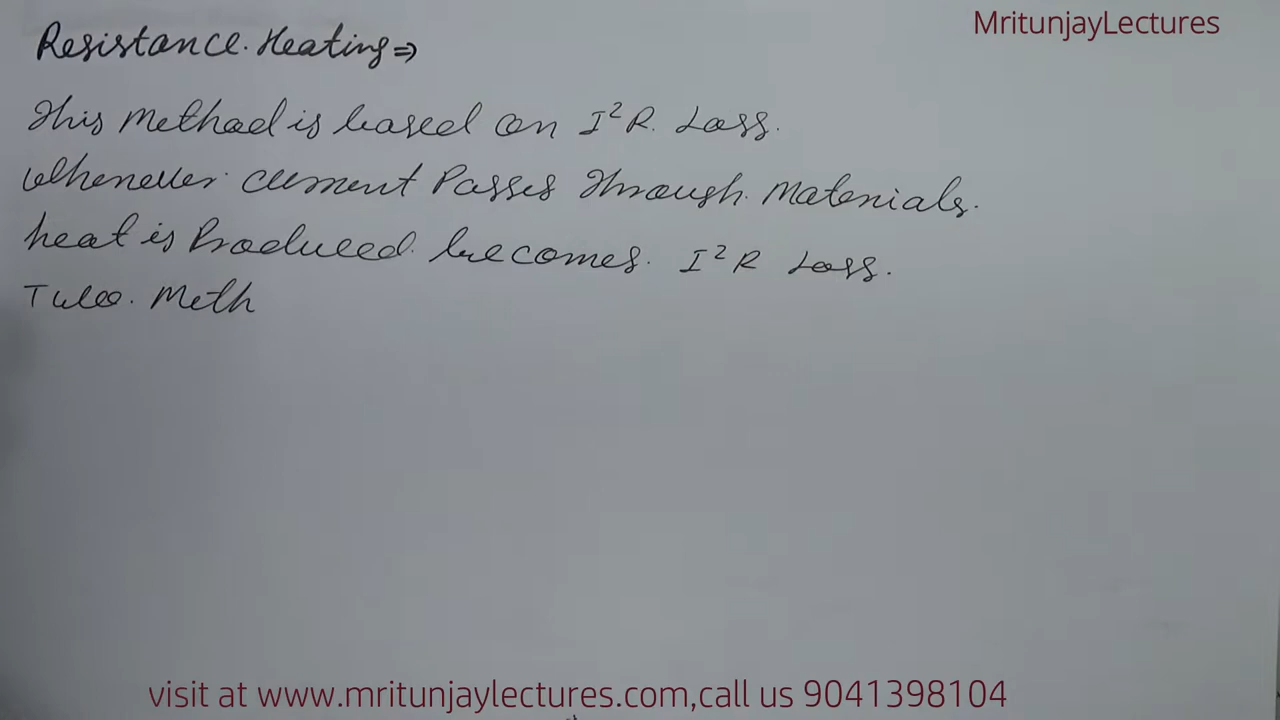 MritunjayLectures
Resistance Heating ⇒
This Method is based on I²R Loss.
Whenever current Passes through Materials.
heat is Produced becomes I²R Loss.
Two Meth
visit at www.mritunjaylectures.com,call us 9041398104